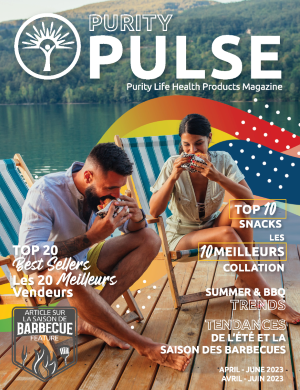 PURITY
PULSE
Purity Life Health Products Magazine
TOP 10
SNACKS
LES
10 MEILLEURS
COLLATION
TOP 20
Best Sellers
Les 20 Meilleurs
Vendeurs
SUMMER & BBQ
TRENDS
TENDANCES
DE L'ÉTÉ ET LA
SAISON DES BARBECUES
ARTICLE SUR
LA SAISON DE
BARBECUE
FEATURE
APRIL - JUNE 2023
AVRIL - JUIN 2023